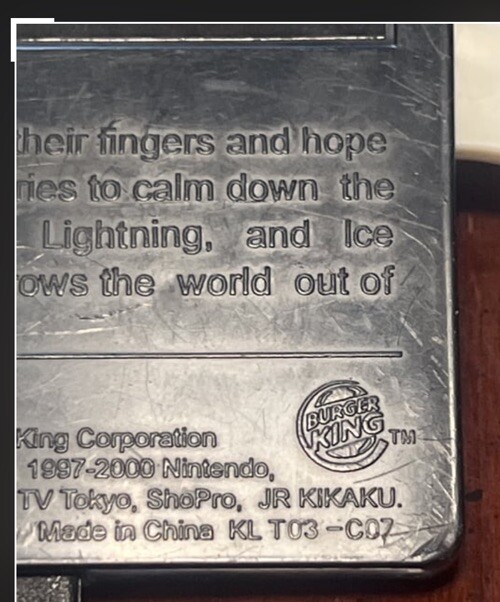 their fingers and hope
ries to calm down the
Lightning, and Ice
ows the world out of
BURGER
KING TM
King Corporation
1997-2000 Nintendo,
TV Tokyo, ShoPro, JR KIKAKU.
Made in China KL T03-C07